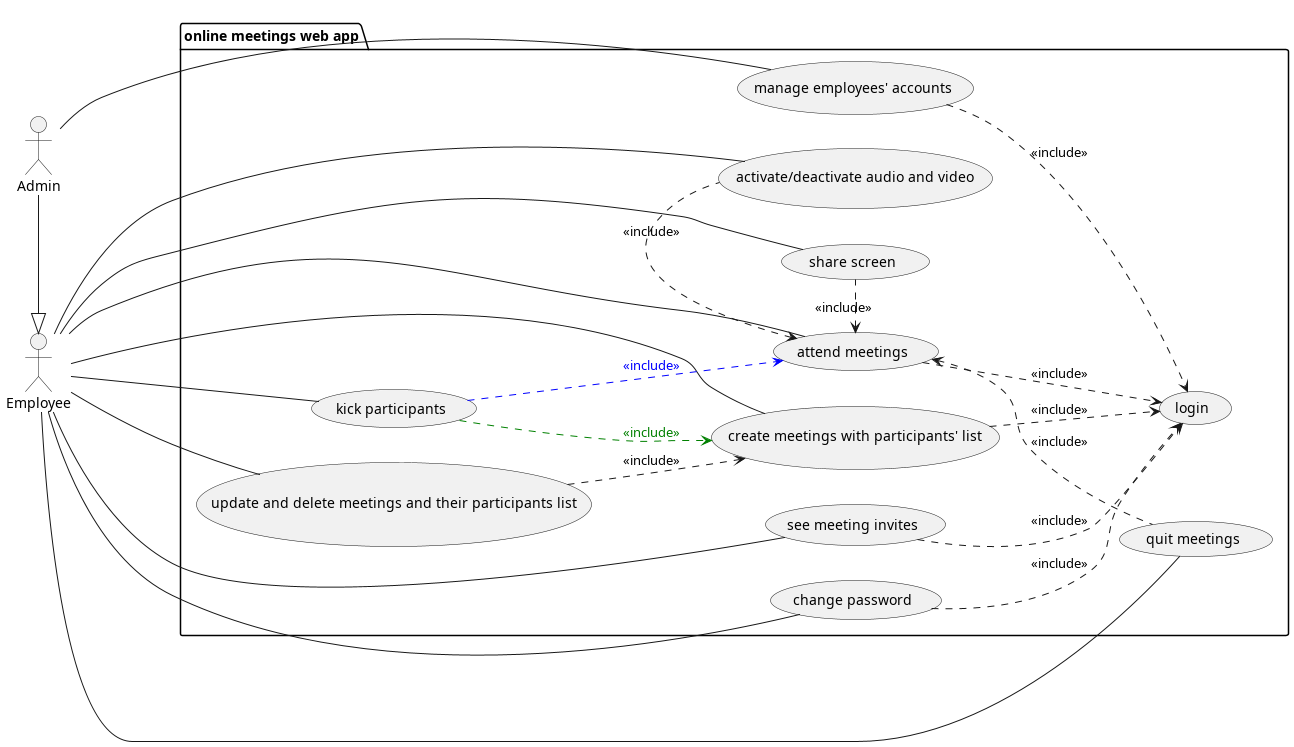 online meetings web app
manage employees' accounts
«include»
activate/deactivate audio and video
Admin
«include»
share screen
«include»
attend meetings
«include»
«include»
Employee
kick participants
«include»
login
«include»
create meetings with participants' list
«include»
«include»
update and delete meetings and their participants list
see meeting invites
«include»
quit meetings
«include»
change password